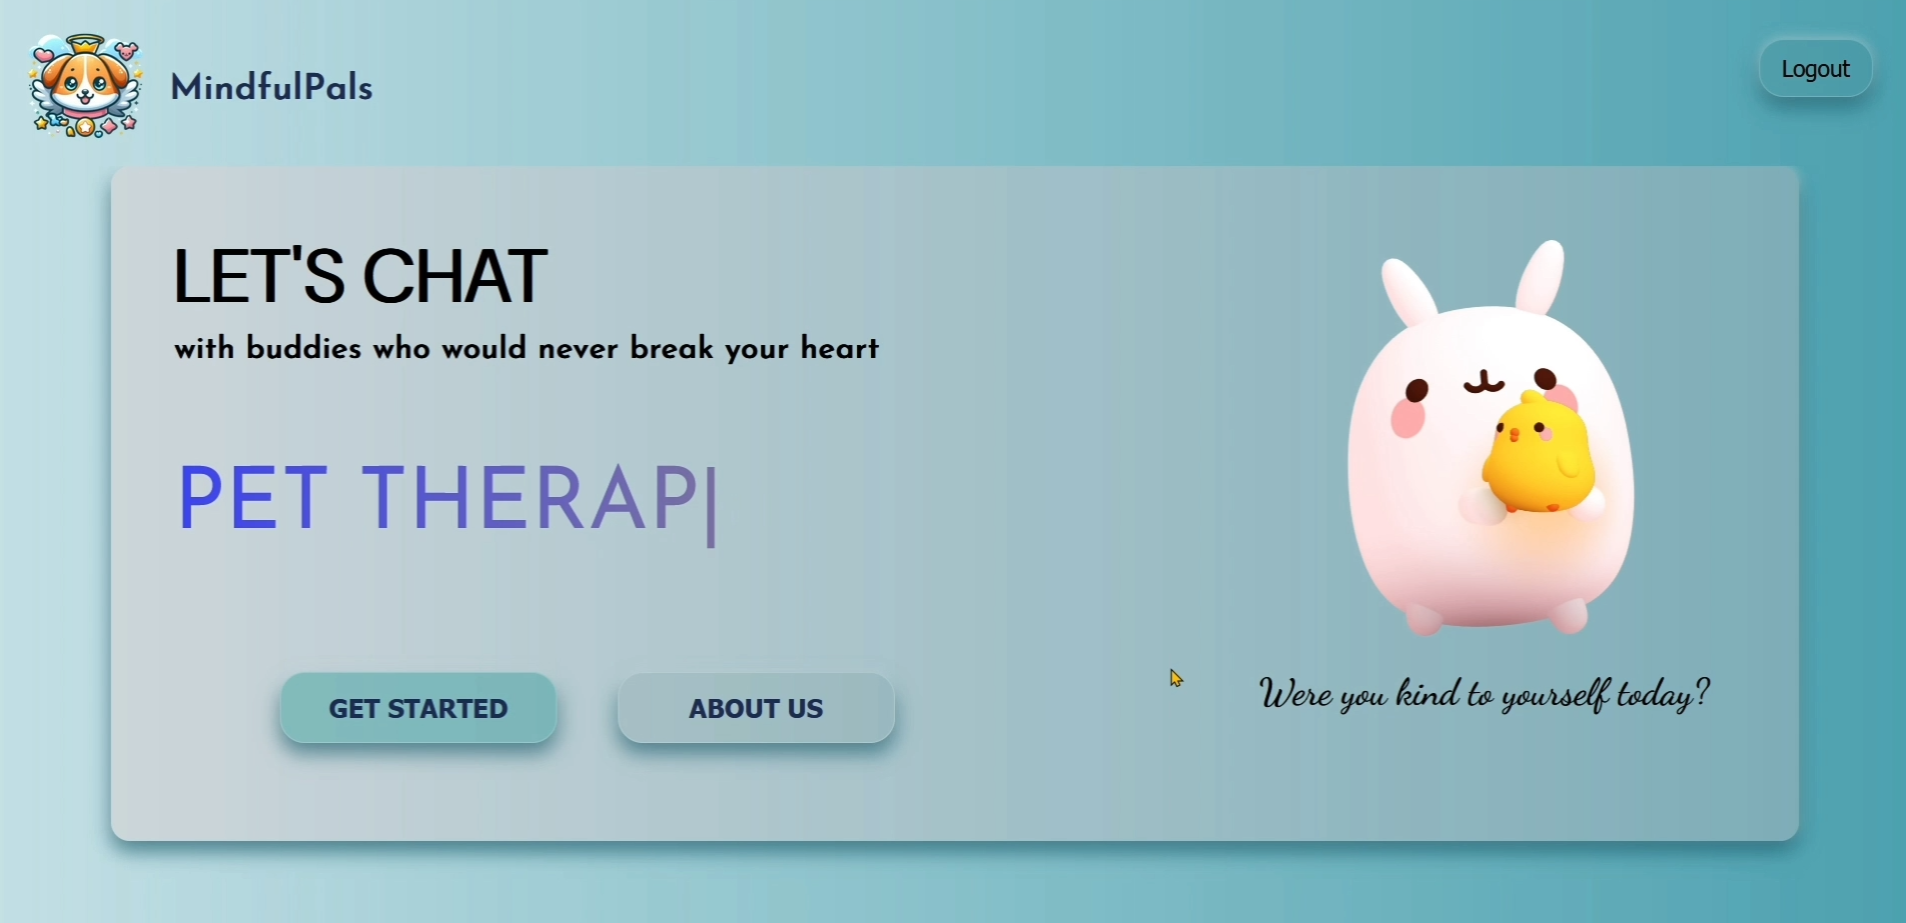 MindfulPals
Logout
LET'S CHAT
with buddies who would never break your heart
PET THERAP|
GET STARTED
ABOUT US
Were you kind to yourself today?